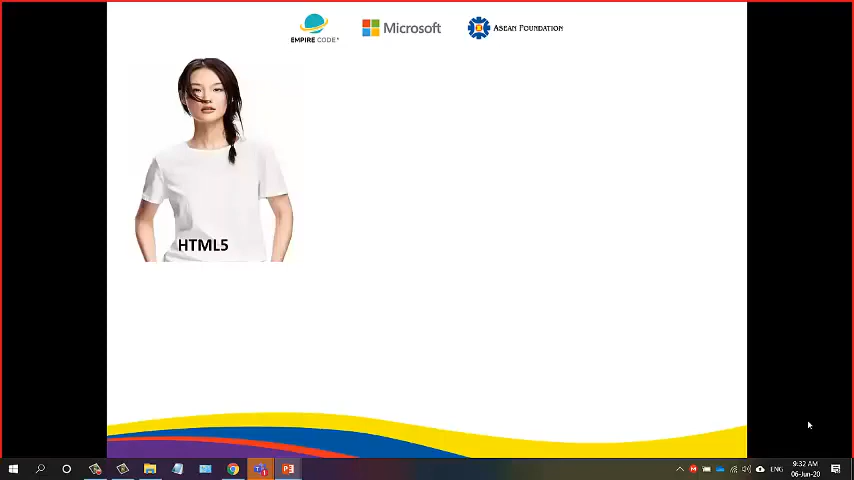 EMPIRE CODE
Microsoft
ASEAN FOUNDATION
HTML5
ENG
9:32 AM
06-Jun-20